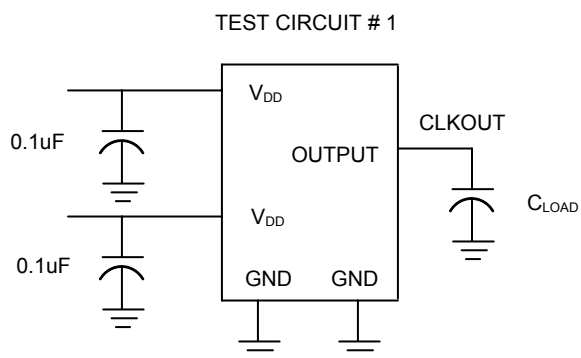 TEST CIRCUIT # 1
VDD
0.1uF
CLKOUT
OUTPUT
CLOAD
VDD
0.1uF
GND GND